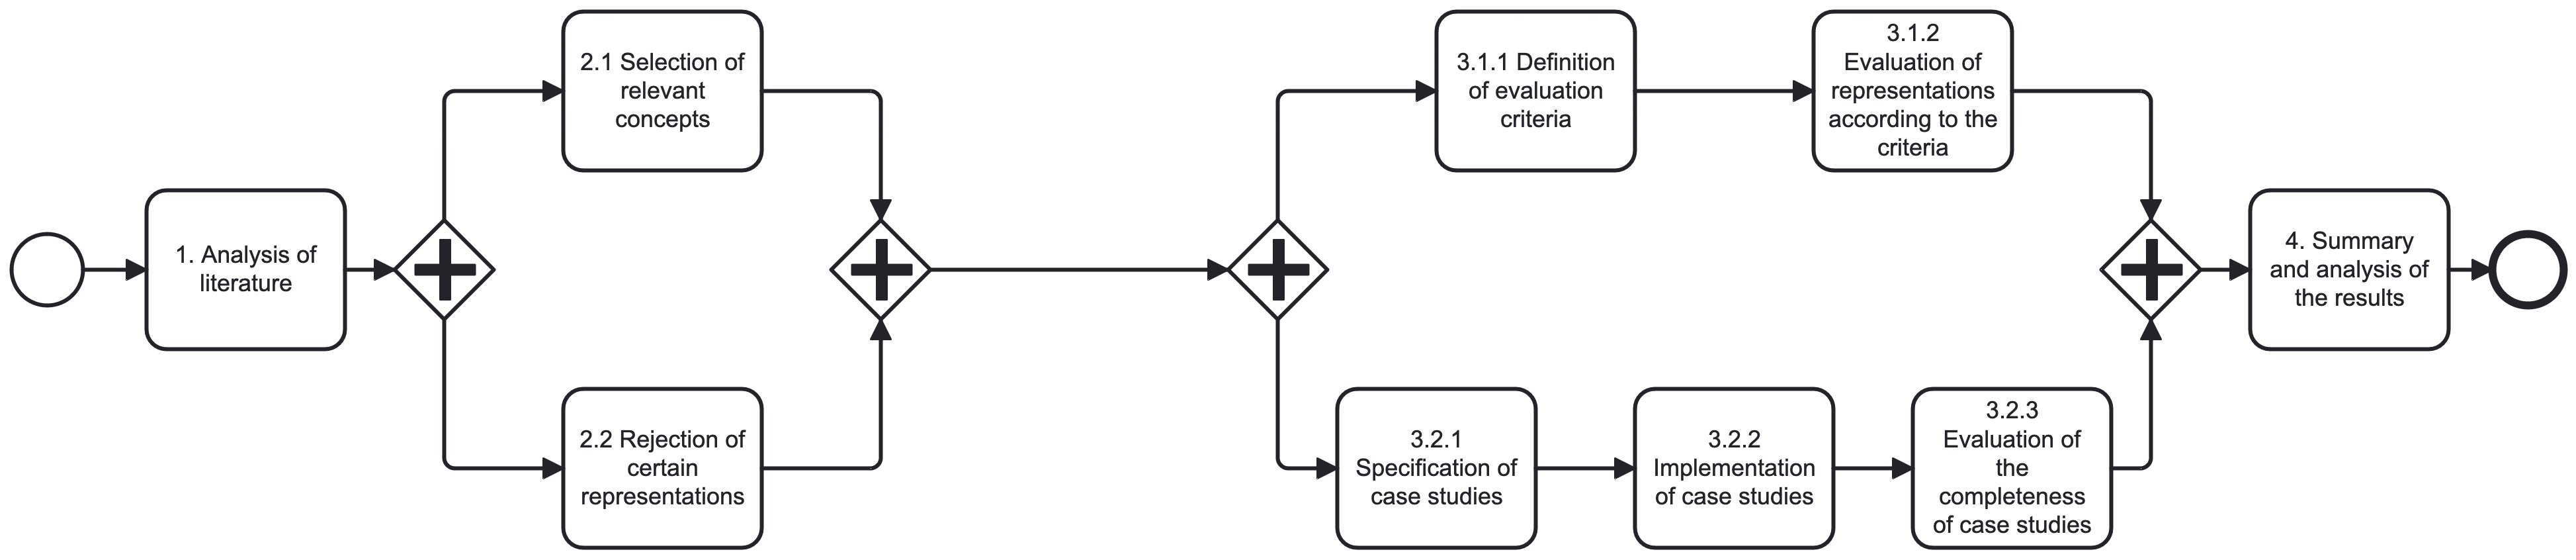 1. Analysis of
literature
2.1 Selection of
relevant
concepts
2.2 Rejection of
certain
representations
3.1.1 Definition
of evaluation
criteria
3.1.2
Evaluation of
representations
according to the
criteria
3.2.1
Specification of
case studies
3.2.2
Implementation
of case studies
3.2.3
Evaluation of
the
completeness
of case studies
4. Summary
and analysis of
the results